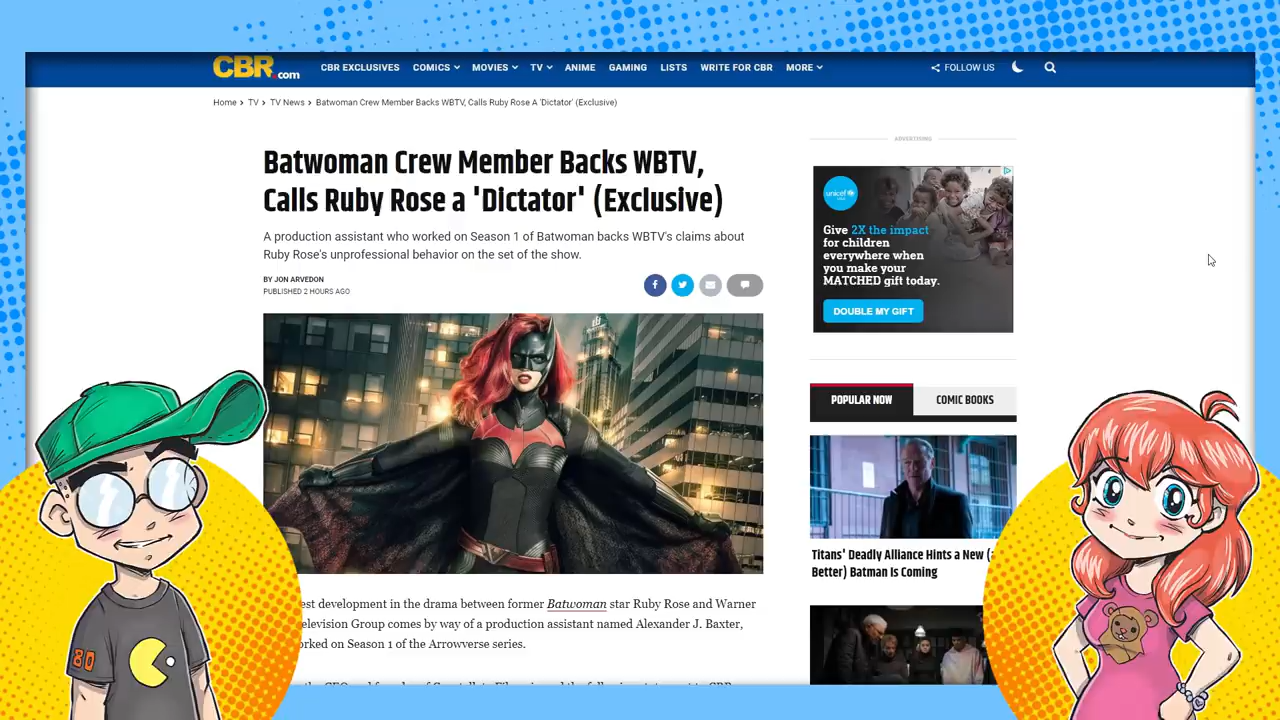 CBR.com
CBR EXCLUSIVES COMICS MOVIES TV ANIME GAMING LISTS WRITE FOR CBR MORE FOLLOW US
Home > TV > TV News > Batwoman Crew Member Backs WBTV, Calls Ruby Rose A 'Dictator' (Exclusive)
Batwoman Crew Member Backs WBTV,
Calls Ruby Rose a 'Dictator' (Exclusive)
A production assistant who worked on Season 1 of Batwoman backs WBTV's claims about
Ruby Rose's unprofessional behavior on the set of the show.
BY JON ARVEDON
PUBLISHED 2 HOURS AGO
est development in the drama between former Batwoman star Ruby Rose and Warner
elevision Group comes by way of a production assistant named Alexander J. Baxter,
orked on Season 1 of the Arrowverse series.
ADVERTISING
unicef
Give 2X the impact
for children
everywhere when
you make your
MATCHED gift today.
DOUBLE MY GIFT
POPULAR NOW COMIC BOOKS
Titans' Deadly Alliance Hints a New (
Better) Batman Is Coming
80